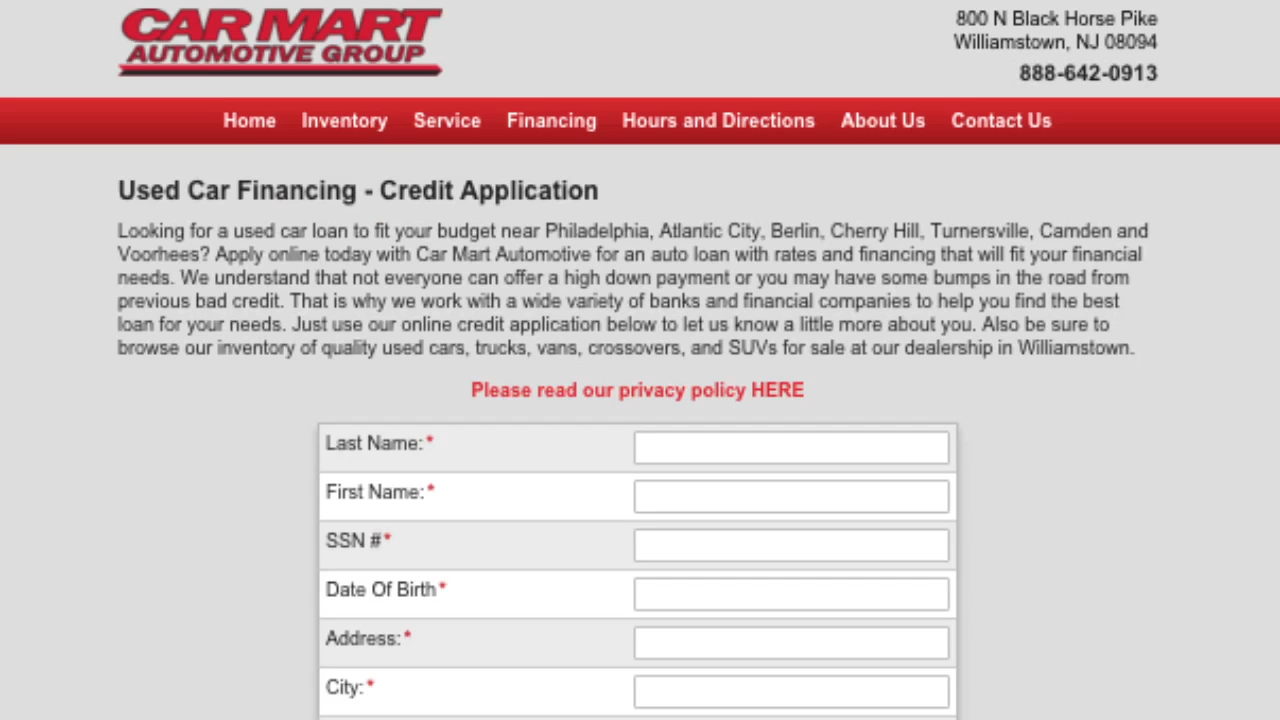 CAR MART
AUTOMOTIVE GROUP
800 N Black Horse Pike
Williamstown, NJ 08094
888-642-0913
Home Inventory Service Financing Hours and Directions About Us Contact Us
Used Car Financing - Credit Application
Looking for a used car loan to fit your budget near Philadelphia, Atlantic City, Berlin, Cherry Hill, Turnersville, Camden and
Voorhees? Apply online today with Car Mart Automotive for an auto loan with rates and financing that will fit your financial
needs. We understand that not everyone can offer a high down payment or you may have some bumps in the road from
previous bad credit. That is why we work with a wide variety of banks and financial companies to help you find the best
loan for your needs. Just use our online credit application below to let us know a little more about you. Also be sure to
browse our inventory of quality used cars, trucks, vans, crossovers, and SUVs for sale at our dealership in Williamstown.
Please read our privacy policy HERE
Last Name:*
First Name:*
SSN #*
Date Of Birth*
Address:*
City:*